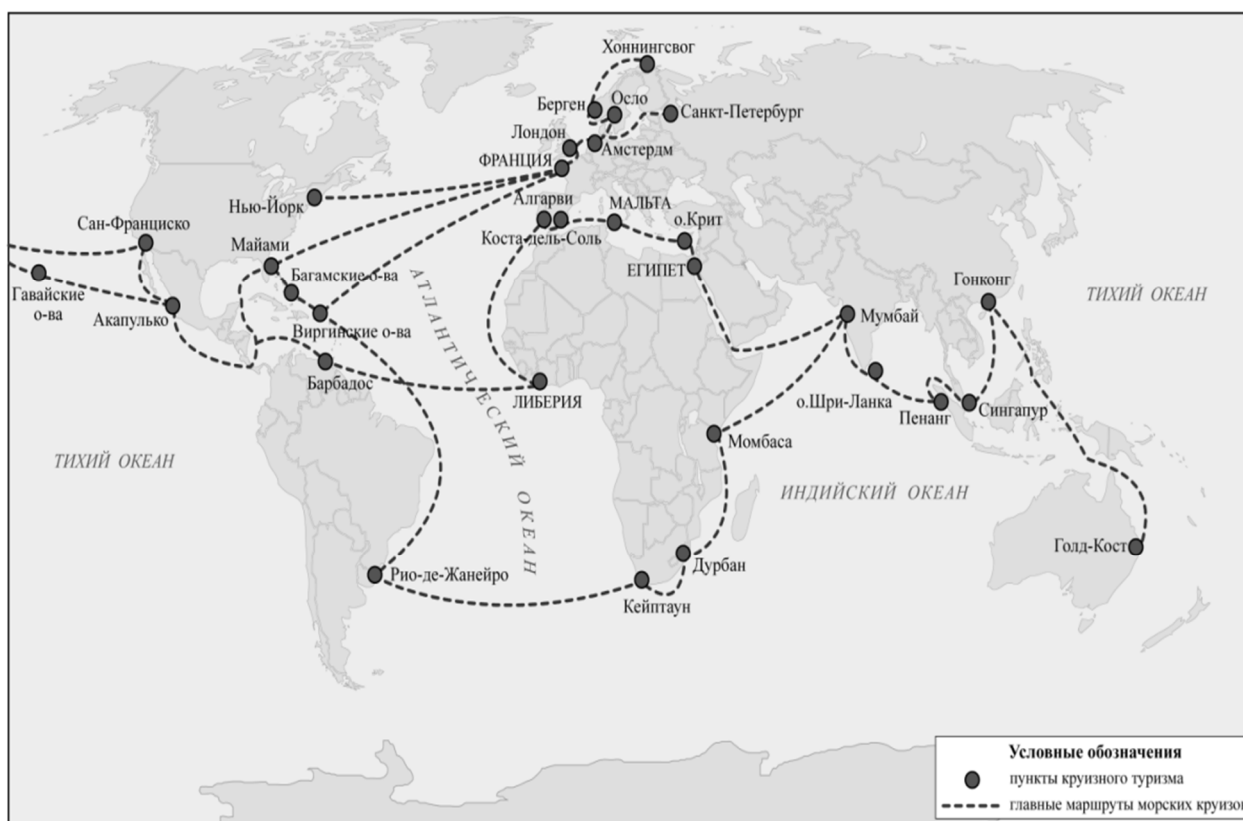 Хоннингсвог
Берген
Осло
Санкт-Петербург
Лондон
Амстердм
ФРАНЦИЯ
Нью-Йорк
Алгарви
МАЛЬТА
Сан-Франциско
Коста-дель-Соль
о.Крит
Майами
ЕГИПЕТ
Багамские о-ва
Гавайские
о-ва
Акапулько
Виргинские о-ва
Гонконг
ТИХИЙ ОКЕАН
Мумбай
АТЛАНТИЧЕСКИЙ ОКЕАН
Барбадос
ЛИБЕРИЯ
о.Шри-Ланка
Пенанг
Сингапур
Момбаса
ТИХИЙ ОКЕАН
ИНДИЙСКИЙ ОКЕАН
Рио-де-Жанейро
Дурбан
Кейптаун
Голд-Кост
Условные обозначения
пункты круизного туризма
главные маршруты морских круизов